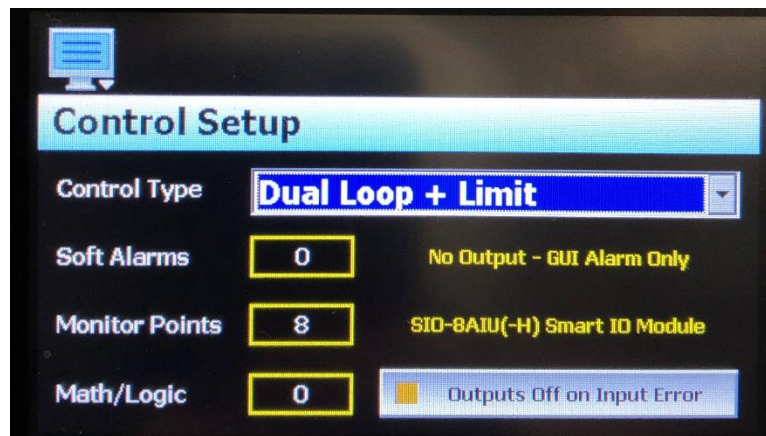 Control Setup
Control Type Dual Loop + Limit
Soft Alarms 0 No Output - GUI Alarm Only
Monitor Points 8 SIO-8AIU(-H) Smart IO Module
Math/Logic 0 Outputs Off on Input Error